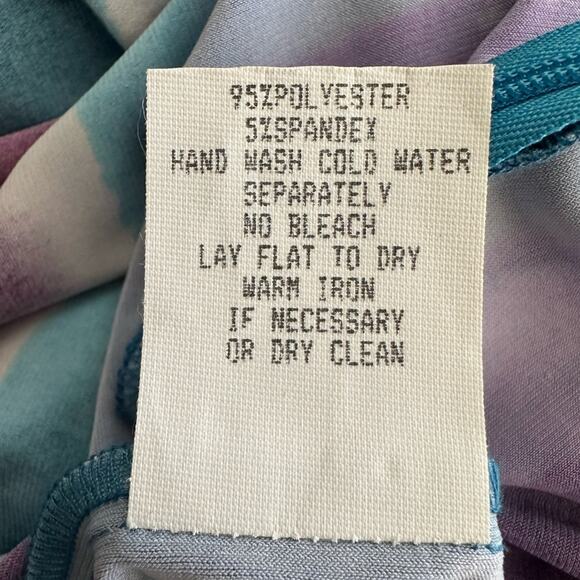 95%POLYESTER
5%SPANDEX
HAND WASH COLD WATER
SEPARATELY
NO BLEACH
LAY FLAT TO DRY
WARM IRON
IF NECESSARY
OR DRY CLEAN